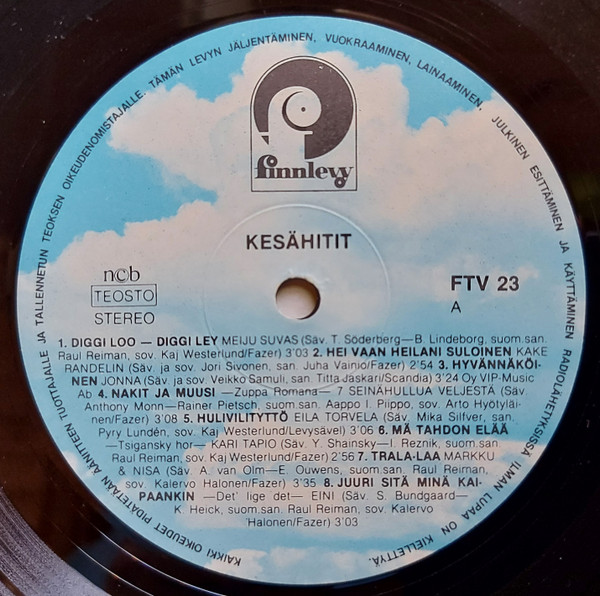 KAIKKI OIKEUDET PIDÄTETÄÄN ÄÄNITTEEN TUOTTAJALLE JA TALLENNETUN TEOKSEN OIKEUDENOMISTAJALLE. TÄMÄN LEVYN JÄLJENTÄMINEN, VUOKRAAMINEN, LAINAAMINEN, JULKINEN ESITTÄMINEN JA KÄYTTÄMINEN RADIOLÄHETYKSISSÄ ILMAN LUPAA ON KIELLETTYÄ.
finnlevy
KESÄHITIT
ncb
TEOSTO
STEREO
FTV 23
A
1. DIGGI LOO — DIGGI LEY MEIJU SUVAS (Säv. T. Söderberg—B. Lindeborg, suom.san.
Raul Reiman, sov. Kaj Westerlund/Fazer) 3'03 2. HEI VAAN HEILANI SULOINEN KAKE
RANDELIN (Säv. ja sov. Jori Sivonen, san. Juha Vainio/Fazer) 2'54 3. HYVÄNNÄKÖI-
NEN JONNA (Säv. ja sov. Veikko Samuli, san. Titta Jäskäri/Scandia) 3'24 Oy VIP-Music
Ab 4. NAKIT JA MUUSI —Zuppa Romana— 7 SEINÄHULLUA VELJESTÄ (Säv.
Anthony Monn—Rainer Pietsch, suom.san. Aappo I. Piippo, sov. Arto Hyötyläi-
nen/Fazer) 3'08 5. HULIVILITYTTÖ EILA TORVELA (Säv. Mika Silfver, san.
Pyry Lundén, sov. Kaj Westerlund/Levysävel) 3'06 6. MÄ TAHDON ELÄÄ
—Tsigansky hor— KARI TAPIO (Säv. Y. Shainsky—I. Reznik, suom.san.
Raul Reiman, sov. Kaj Westerlund/Fazer) 2'56 7. TRALA-LAA MARKKU
& NISA (Säv. A. van Olm—E. Ouwens, suom.san. Raul Reiman,
sov. Kalervo Halonen/Fazer) 3'35 8. JUURI SITÄ MINÄ KAI-
PAANKIN —Det' lige det— EINI (Säv. S. Bundgaard—
K. Heick, suom.san. Raul Reiman, sov. Kalervo
Halonen/Fazer) 3'03